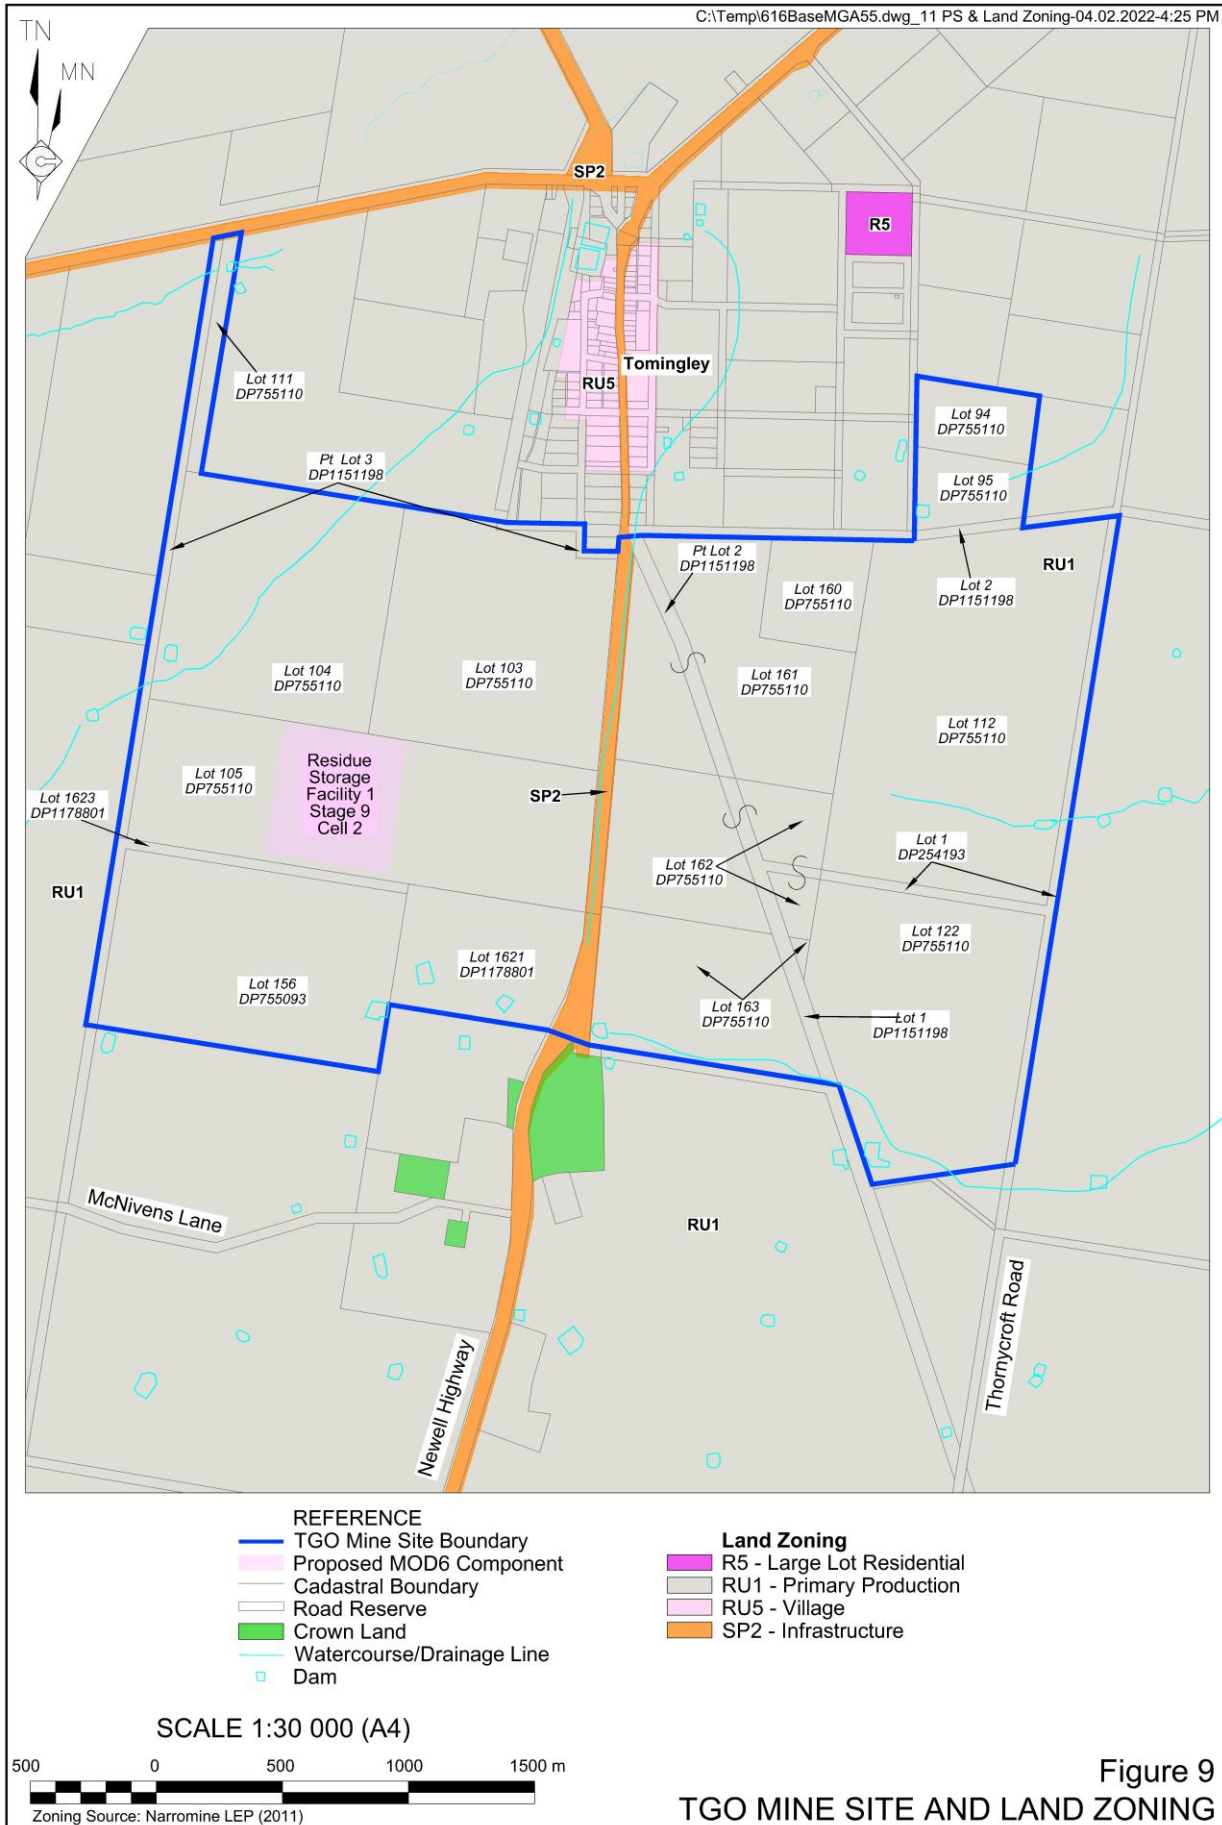 C:\Temp\616BaseMGA55.dwg_11 PS & Land Zoning-04.02.2022-4:25 PM
TN
MN
SP2
R5
Tomingley
RU5
Lot 111
DP755110
Lot 94
DP755110
Pt Lot 3
DP1151198
Lot 95
DP755110
Pt Lot 2
DP1151198
RU1
Lot 160
DP755110
Lot 2
DP1151198
Lot 104
DP755110
Lot 103
DP755110
Lot 161
DP755110
Lot 112
DP755110
Residue
Storage
Facility 1
Stage 9
Cell 2
Lot 105
DP755110
SP2
Lot 1623
DP1178801
Lot 1
DP254193
Lot 162
DP755110
RU1
Lot 122
DP755110
Lot 1621
DP1178801
Lot 156
DP755093
Lot 163
DP755110
Lot 1
DP1151198
McNivens Lane
RU1
Newell Highway
Thornycroft Road
REFERENCE
TGO Mine Site Boundary
Proposed MOD6 Component
Cadastral Boundary
Road Reserve
Crown Land
Watercourse/Drainage Line
Dam
Land Zoning
R5 - Large Lot Residential
RU1 - Primary Production
RU5 - Village
SP2 - Infrastructure
SCALE 1:30 000 (A4)
500 0 500 1000 1500 m
Zoning Source: Narromine LEP (2011)
Figure 9
TGO MINE SITE AND LAND ZONING